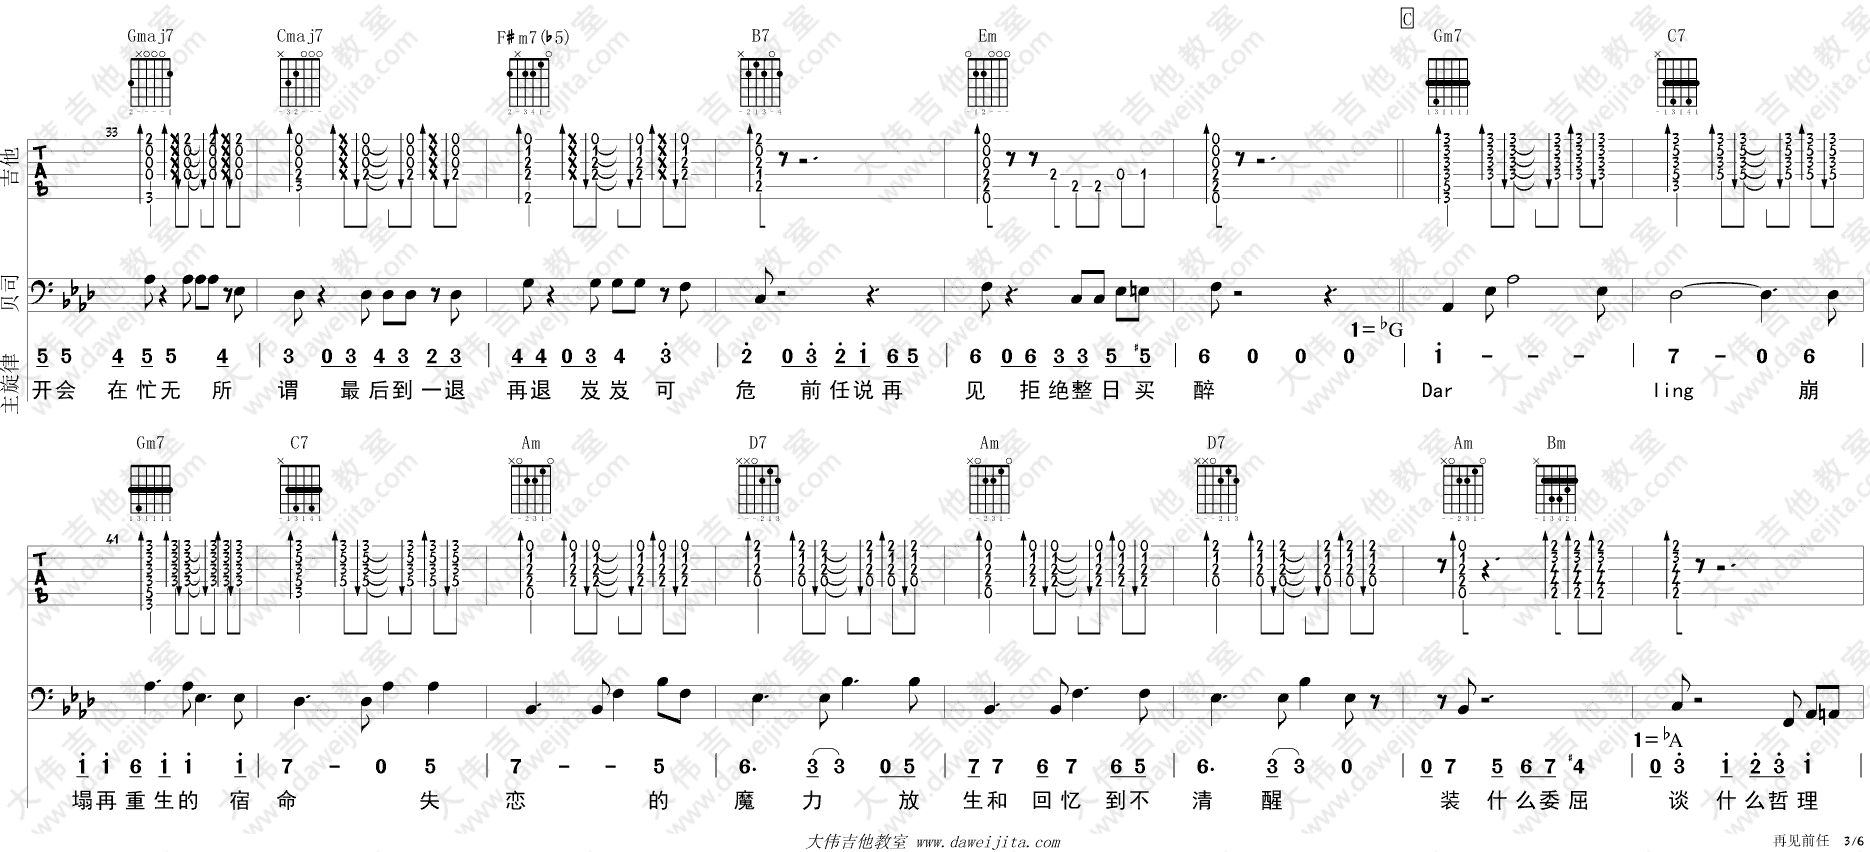 C
Gmaj7 Cmaj7 F#m7(b5) B7 Em Gm7 C7
33
吉他
贝司
1=bG
主旋律
5 5 4 5 5 4 | 3 0 3 4 3 2 3 | 4 4 0 3 4 3 | 2 0 3 2 1 6 5 | 6 0 6 3 3 5 #5 | 6 0 0 0 | 1 - - - | 7 - 0 6 |
开会 在忙无 所 谓 最后到一退 再退 岌岌 可 危 前任说再 见 拒绝整日买 醉 Dar ling 崩
Gm7 C7 Am D7 Am D7 Am Bm
41
1=bA
1 1 6 1 1 1 | 7 - 0 5 | 7 - - 5 | 6. 3 3 0 5 | 7 7 6 7 6 5 | 6. 3 3 0 | 0 7 5 6 7 #4 | 0 3 1 2 3 1 |
塌再重生的 宿 命 失 恋 的 魔 力 放 生和 回忆 到不 清 醒 装 什么委屈 谈 什么哲理
大伟吉他教室 www.daweijita.com
再见前任 3/6